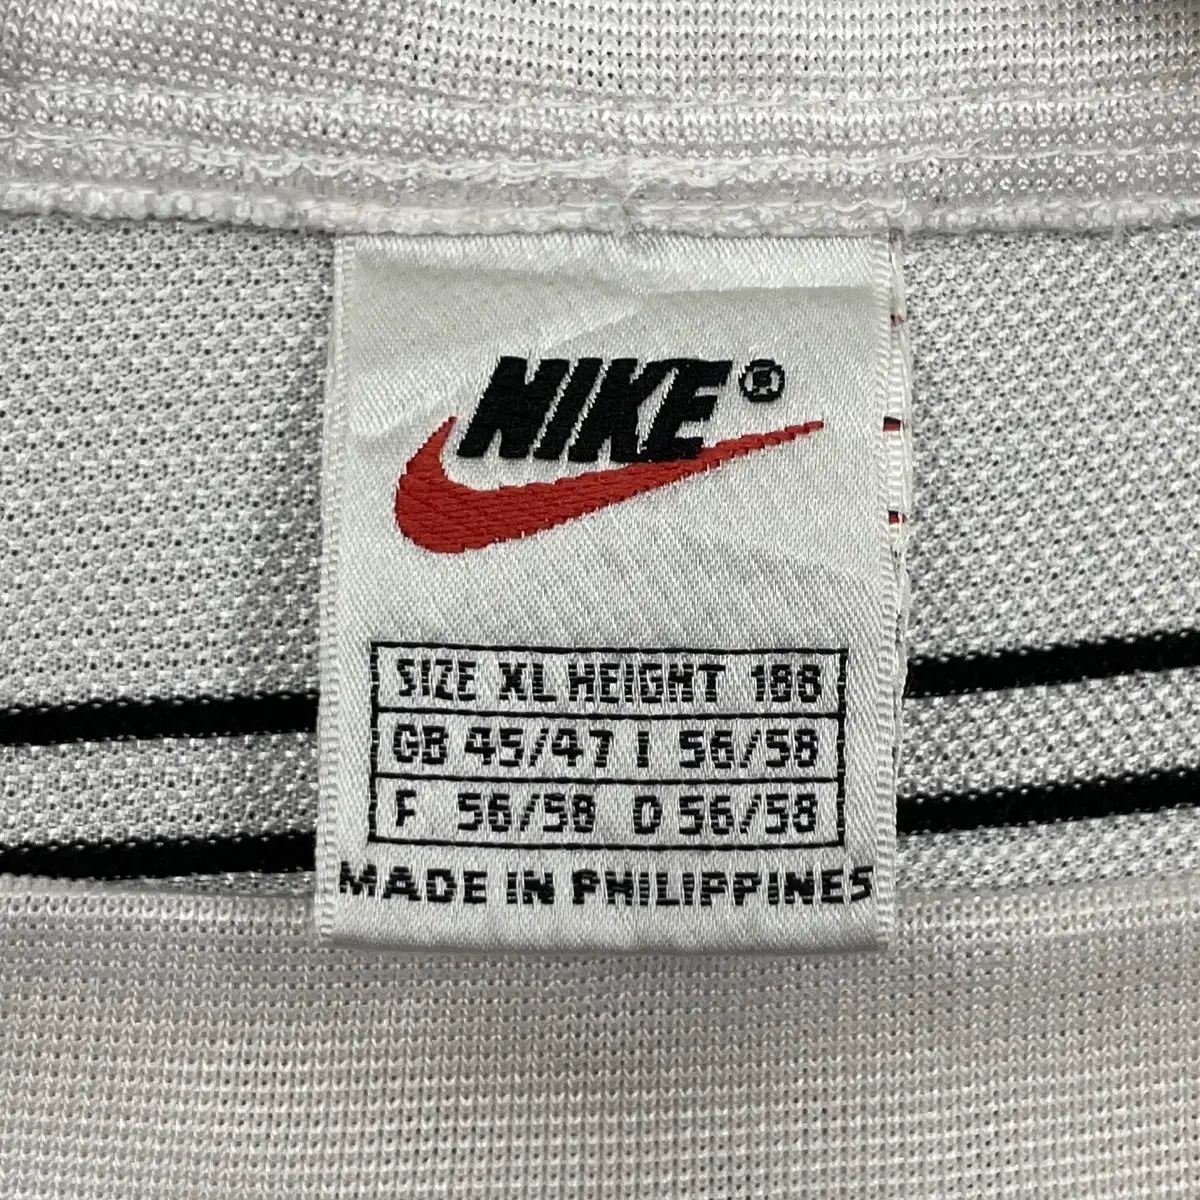 NIKE®
SIZE XL HEIGHT 188
GB 45/47 I 56/58
F 56/58 D 56/58
MADE IN PHILIPPINES